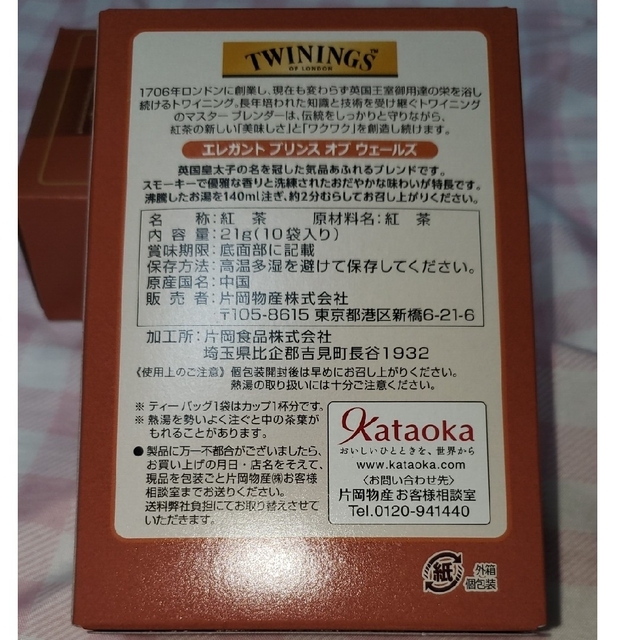 TWININGS™
OF LONDON
1706年ロンドンに創業し、現在も変わらず英国王室御用達の栄を浴し
続けるトワイニング。長年培われた知識と技術を受け継ぐトワイニング
のマスター ブレンダーは、伝統をしっかりと守りながら、
紅茶の新しい「美味しさ」と「ワクワク」を創造し続けます。
エレガント プリンス オブ ウェールズ
英国皇太子の名を冠した気品あふれるブレンドです。
スモーキーで優雅な香りと洗練されたおだやかな味わいが特長です。
沸騰したお湯を140ml注ぎ、約2分むらしてお召し上がりください。
名 称:紅 茶 原材料名:紅 茶
内 容 量:21g(10袋入り)
賞味期限:底面部に記載
保存方法:高温多湿を避けて保存してください。
原産国名:中国
販 売 者:片岡物産株式会社
〒105-8615 東京都港区新橋6-21-6
加工所:片岡食品株式会社
埼玉県比企郡吉見町長谷1932
《使用上のご注意》 個包装開封後は早めにお召し上がりください。
熱湯の取り扱いには十分ご注意ください。
※ ティーバッグ1袋はカップ1杯分です。
※ 熱湯を勢いよく注ぐと中の茶葉が
もれることがあります。
● 製品に万一不都合がございましたら、
お買い上げの月日・店名をそえて、
現品を包装ごと片岡物産㈱お客様
相談室までお送りください。
送料弊社負担にてお取り替えさせて
いただきます。
Kataoka
おいしいひとときを、世界から
www.kataoka.com
〈お問い合わせ先〉
片岡物産 お客様相談室
Tel.0120-941440
紙
外箱
個包装